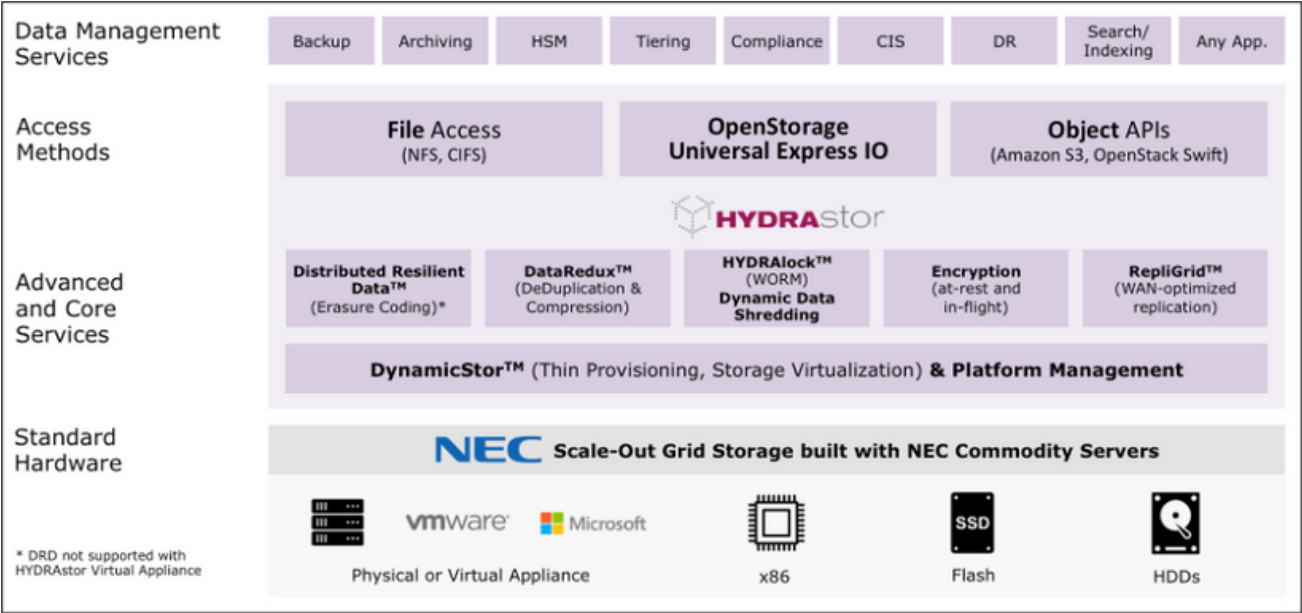 Data Management
Services
Backup
Archiving
HSM
Tiering
Compliance
CIS
DR
Search/
Indexing
Any App.
Access
Methods
File Access
(NFS, CIFS)
OpenStorage
Universal Express IO
Object APIs
(Amazon S3, OpenStack Swift)
HYDRAstor
Advanced
and Core
Services
Distributed Resilient
Data™
(Erasure Coding)*
DataRedux™
(DeDuplication &
Compression)
HYDRAlock™
(WORM)
Dynamic Data
Shredding
Encryption
(at-rest and
in-flight)
RepliGrid™
(WAN-optimized
replication)
DynamicStor™ (Thin Provisioning, Storage Virtualization) & Platform Management
Standard
Hardware
NEC Scale-Out Grid Storage built with NEC Commodity Servers
vmware
Microsoft
SSD
* DRD not supported with
HYDRAstor Virtual Appliance
Physical or Virtual Appliance
x86
Flash
HDDs